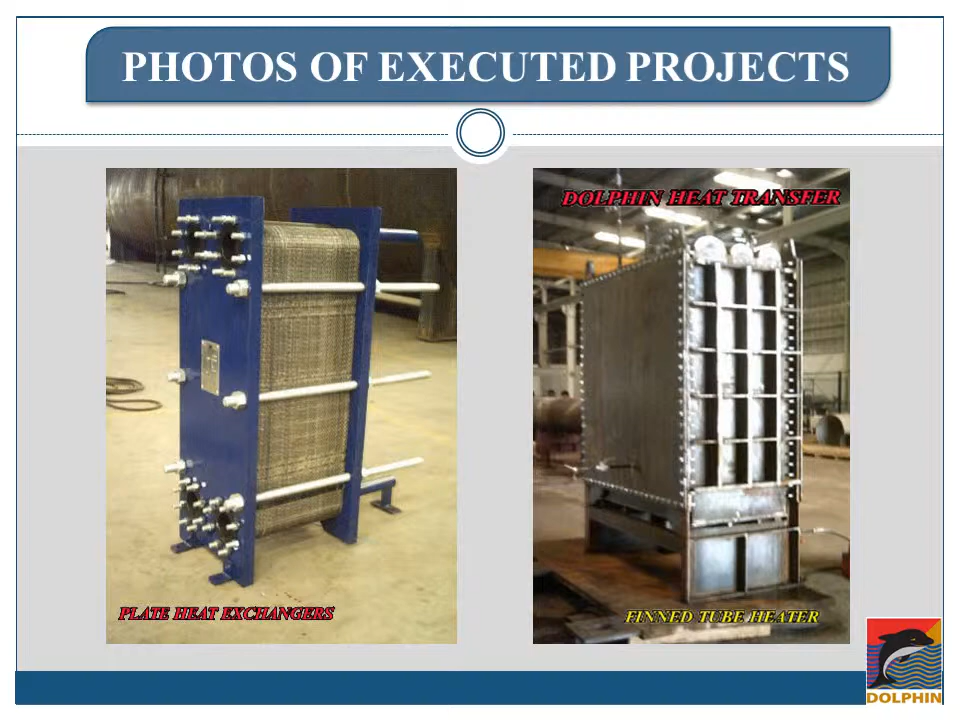 PHOTOS OF EXECUTED PROJECTS
DOLPHIN HEAT TRANSFER
PLATE HEAT EXCHANGERS
FINNED TUBE HEATER
DOLPHIN